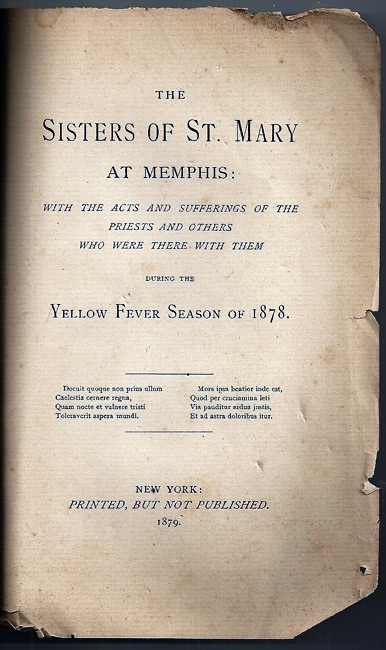 THE
SISTERS OF ST. MARY
AT MEMPHIS:
WITH THE ACTS AND SUFFERINGS OF THE
PRIESTS AND OTHERS
WHO WERE THERE WITH THEM
DURING THE
YELLOW FEVER SEASON OF 1878.
Docuit quoque non prius ullum
Caelestia cernere regna,
Quam nocte et vulnere tristi
Toleraverit aspera mundi.
Mors ipsa beatior inde est,
Quod per cruciamina leti
Via panditur ardua justis,
Et ad astra doloribus itur.
NEW YORK:
PRINTED, BUT NOT PUBLISHED.
1879.